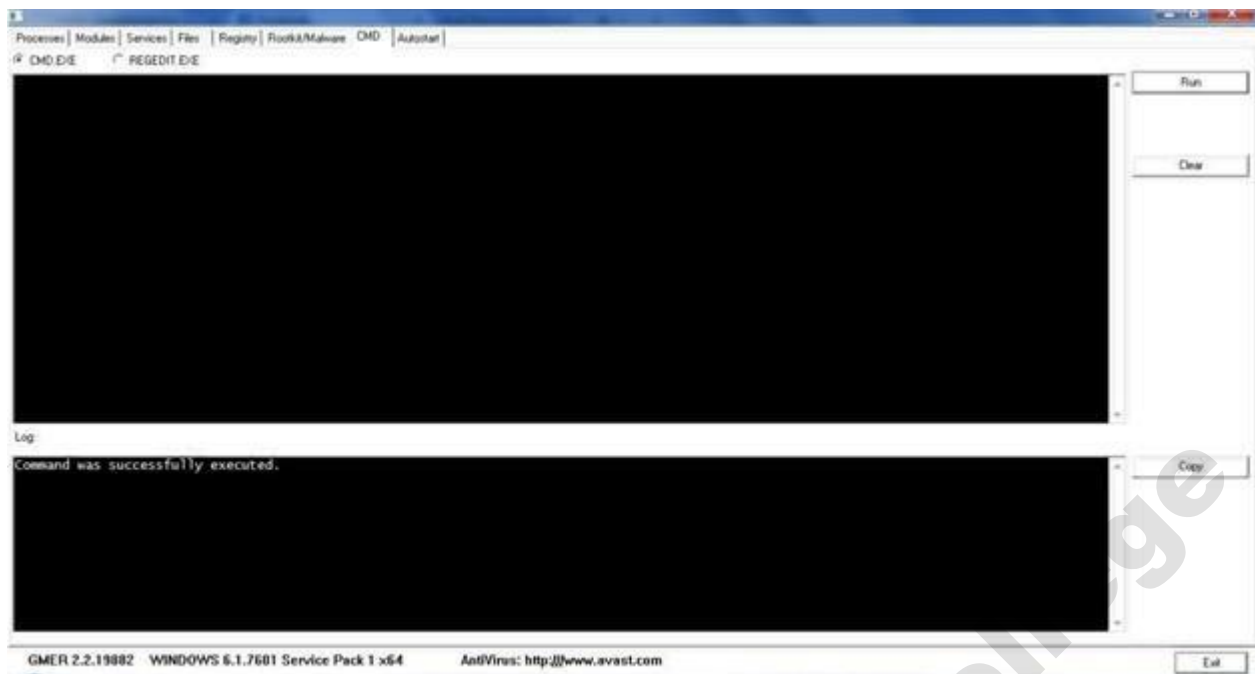 Processes | Modules | Services | Files | Registry | Rootkit/Malware CMD | Autostart |
CMD.EXE REGEDIT.EXE
Run
Clear
Log:
Command was successfully executed.
Copy
GMER 2.2.19882 WINDOWS 6.1.7601 Service Pack 1 x64 AntiVirus: http://www.avast.com
Exit